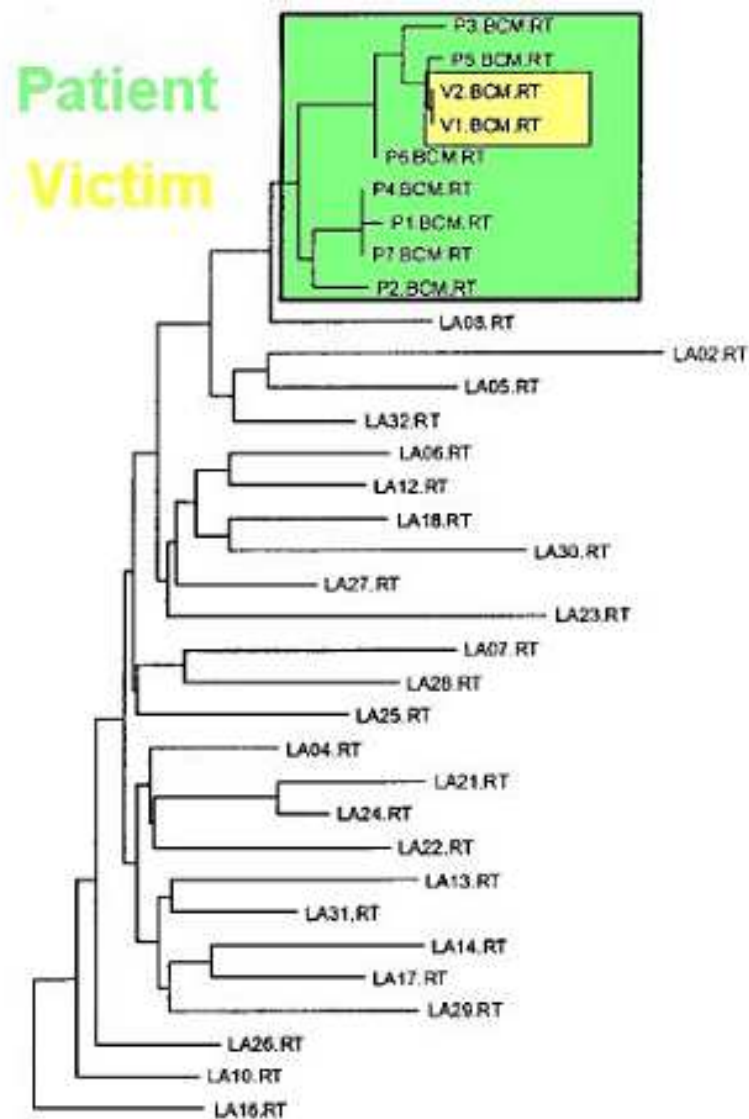 Patient
Victim
P3.BCM.RT
P5.BCM.RT
V2.BCM.RT
V1.BCM.RT
P6.BCM.RT
P4.BCM.RT
P1.BCM.RT
P7.BCM.RT
P2.BCM.RT
LA08.RT
LA02.RT
LA05.RT
LA32.RT
LA06.RT
LA12.RT
LA18.RT
LA30.RT
LA27.RT
LA23.RT
LA07.RT
LA28.RT
LA25.RT
LA04.RT
LA21.RT
LA24.RT
LA22.RT
LA13.RT
LA31.RT
LA14.RT
LA17.RT
LA29.RT
LA26.RT
LA10.RT
LA16.RT